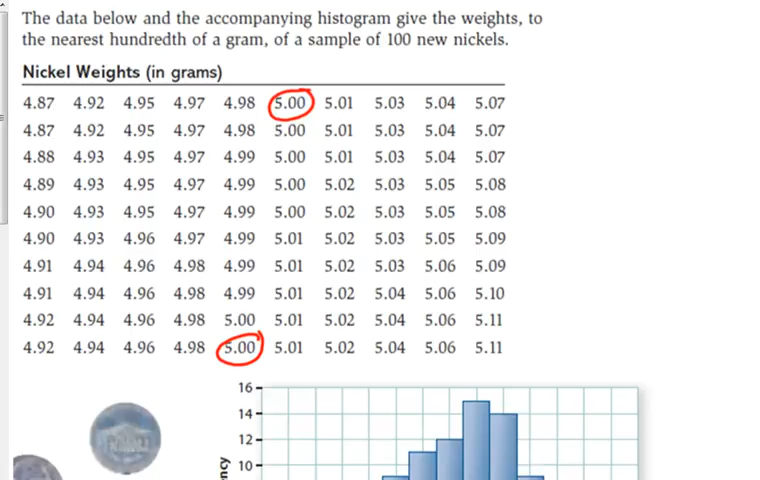 The data below and the accompanying histogram give the weights, to
the nearest hundredth of a gram, of a sample of 100 new nickels.
Nickel Weights (in grams)
4.87 4.92 4.95 4.97 4.98 5.00 5.01 5.03 5.04 5.07
4.87 4.92 4.95 4.97 4.98 5.00 5.01 5.03 5.04 5.07
4.88 4.93 4.95 4.97 4.99 5.00 5.01 5.03 5.04 5.07
4.89 4.93 4.95 4.97 4.99 5.00 5.02 5.03 5.05 5.08
4.90 4.93 4.95 4.97 4.99 5.00 5.02 5.03 5.05 5.08
4.90 4.93 4.96 4.97 4.99 5.01 5.02 5.03 5.05 5.09
4.91 4.94 4.96 4.98 4.99 5.01 5.02 5.03 5.06 5.09
4.91 4.94 4.96 4.98 4.99 5.01 5.02 5.04 5.06 5.10
4.92 4.94 4.96 4.98 5.00 5.01 5.02 5.04 5.06 5.11
4.92 4.94 4.96 4.98 5.00 5.01 5.02 5.04 5.06 5.11
16
14
12
10